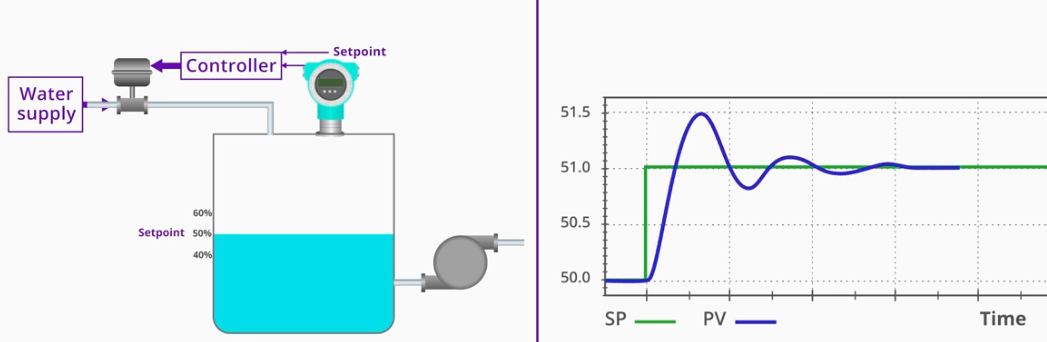 Setpoint
Controller
Water
supply
60%
Setpoint 50%
40%
51.5
51.0
50.5
50.0
SP
PV
Time